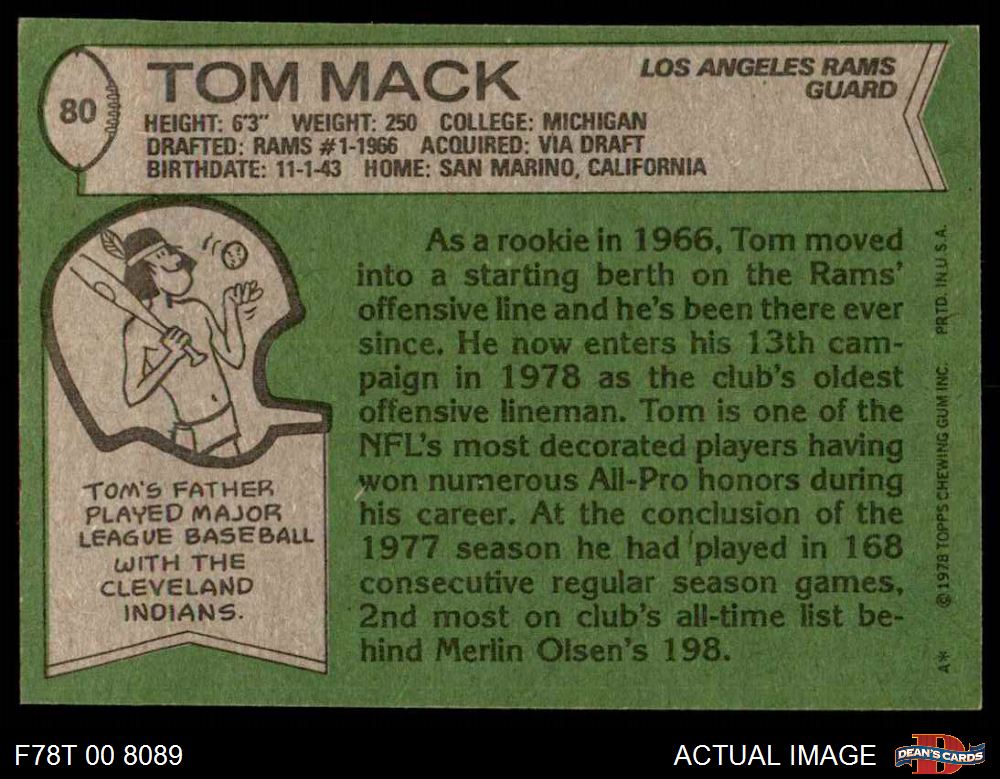 80
TOM MACK
LOS ANGELES RAMS
GUARD
HEIGHT: 6'3" WEIGHT: 250 COLLEGE: MICHIGAN
DRAFTED: RAMS #1-1966 ACQUIRED: VIA DRAFT
BIRTHDATE: 11-1-43 HOME: SAN MARINO, CALIFORNIA
As a rookie in 1966, Tom moved
into a starting berth on the Rams'
offensive line and he's been there ever
since. He now enters his 13th cam-
paign in 1978 as the club's oldest
offensive lineman. Tom is one of the
NFL's most decorated players having
won numerous All-Pro honors during
his career. At the conclusion of the
1977 season he had played in 168
consecutive regular season games,
2nd most on club's all-time list be-
hind Merlin Olsen's 198.
TOM'S FATHER
PLAYED MAJOR
LEAGUE BASEBALL
WITH THE
CLEVELAND
INDIANS.
A* © 1978 TOPPS CHEWING GUM INC. PRTD. IN U.S.A.
F78T 00 8089
ACTUAL IMAGE
D
DEAN'S CARDS